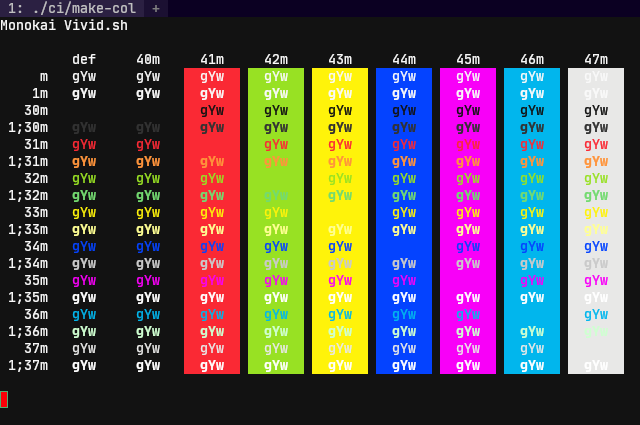 1: ./ci/make-col +
Monokai Vivid.sh
def 40m 41m 42m 43m 44m 45m 46m 47m
m gYw gYw gYw gYw gYw gYw gYw gYw gYw
1m gYw gYw gYw gYw gYw gYw gYw gYw gYw
30m gYw gYw gYw gYw gYw gYw gYw
1;30m gYw gYw gYw gYw gYw gYw gYw gYw gYw
31m gYw gYw gYw gYw gYw gYw gYw gYw
1;31m gYw gYw gYw gYw gYw gYw gYw gYw gYw
32m gYw gYw gYw gYw gYw gYw gYw gYw
1;32m gYw gYw gYw gYw gYw gYw gYw gYw gYw
33m gYw gYw gYw gYw gYw gYw gYw gYw
1;33m gYw gYw gYw gYw gYw gYw gYw gYw gYw
34m gYw gYw gYw gYw gYw gYw gYw gYw
1;34m gYw gYw gYw gYw gYw gYw gYw gYw gYw
35m gYw gYw gYw gYw gYw gYw gYw gYw
1;35m gYw gYw gYw gYw gYw gYw gYw gYw gYw
36m gYw gYw gYw gYw gYw gYw gYw gYw
1;36m gYw gYw gYw gYw gYw gYw gYw gYw gYw
37m gYw gYw gYw gYw gYw gYw gYw gYw gYw
1;37m gYw gYw gYw gYw gYw gYw gYw gYw gYw